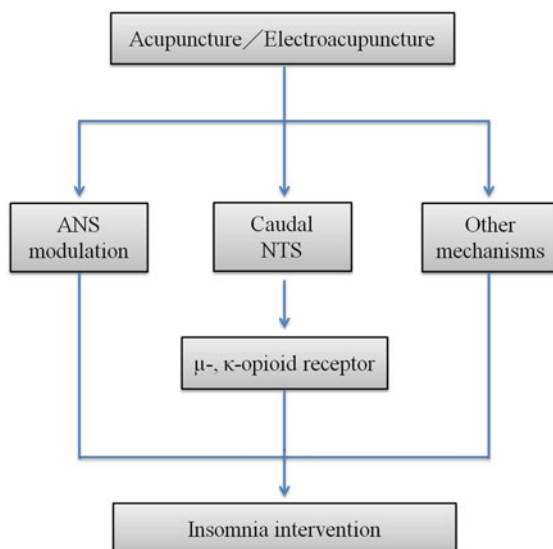 Acupuncture／Electroacupuncture
ANS
modulation
Caudal
NTS
Other
mechanisms
μ-, κ-opioid receptor
Insomnia intervention